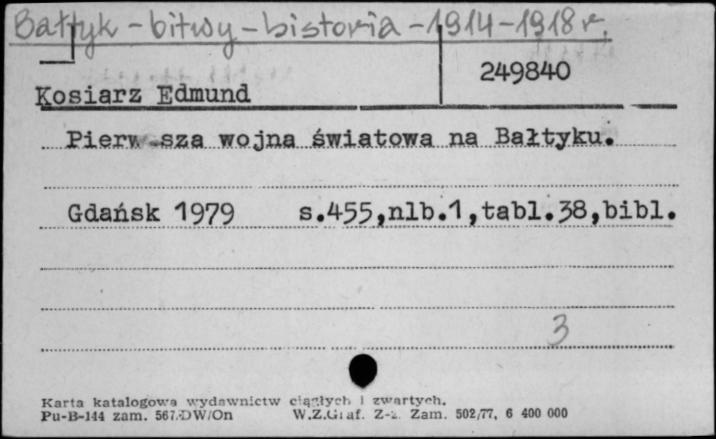 Bałtyk - bitwy - historia - 1914-1918 r.
249840
Kosiarz Edmund
Pierwsza wojna światowa na Bałtyku.
Gdańsk 1979 s.455,nlb.1,tabl.38,bibl.
3
Karta katalogowa wydawnictw ciągłych i zwartych.
Pu-B-144 zam. 567/DW/On W.Z.Graf. Z-2. Zam. 502/77, 6 400 000